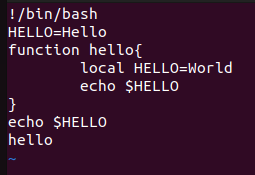 !/bin/bash
HELLO=Hello
function hello{
        local HELLO=World
        echo $HELLO
}
echo $HELLO
hello
~